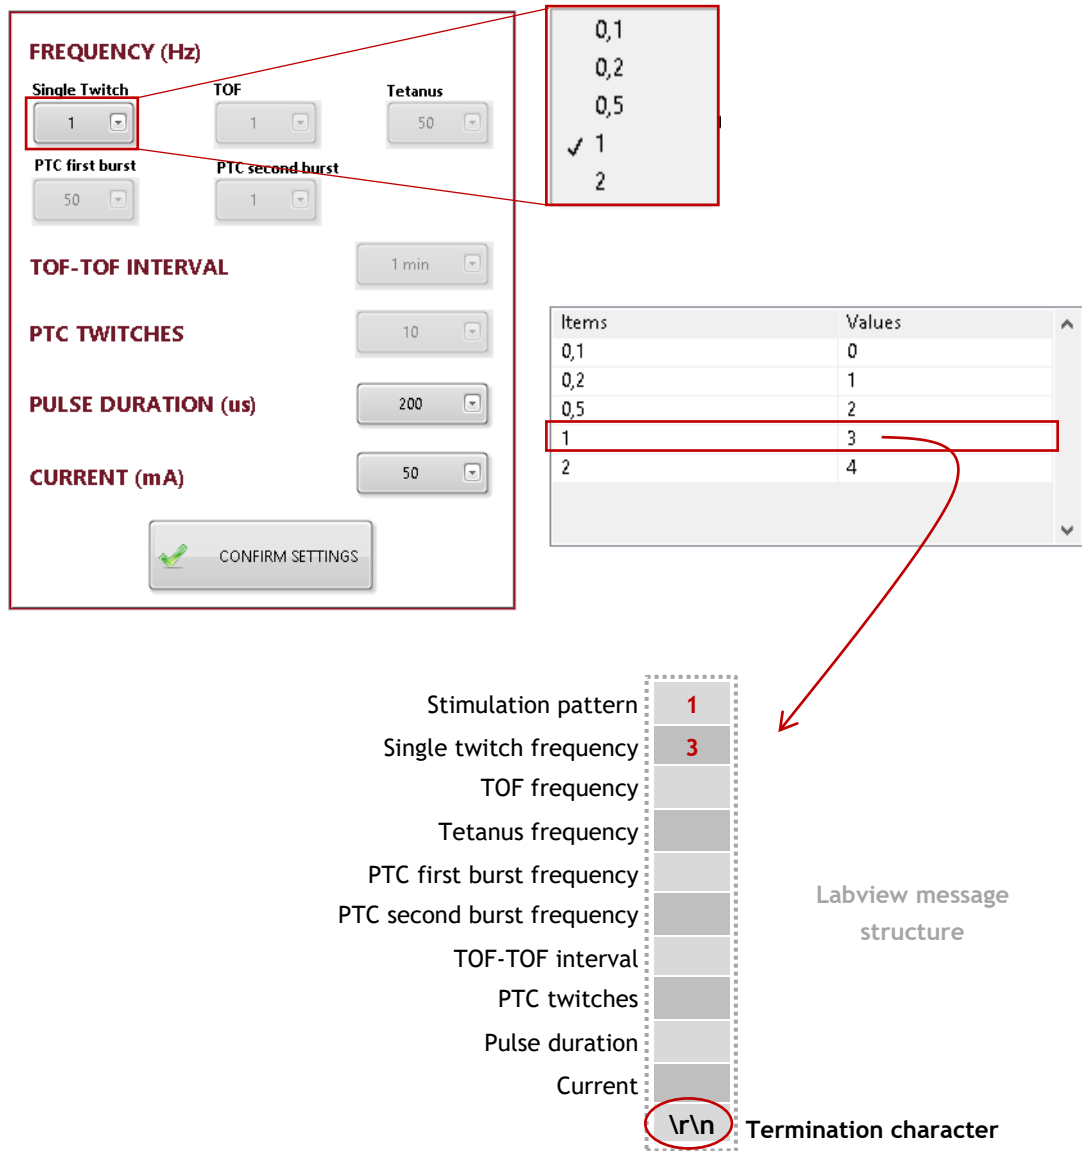 FREQUENCY (Hz)
Single Twitch TOF Tetanus
1 1 50
PTC first burst PTC second burst
50 1
TOF-TOF INTERVAL 1 min
PTC TWITCHES 10
PULSE DURATION (us) 200
CURRENT (mA) 50
CONFIRM SETTINGS
0,1
0,2
0,5
✓ 1
2
Items Values
0,1 0
0,2 1
0,5 2
1 3
2 4
Stimulation pattern 1
Single twitch frequency 3
TOF frequency
Tetanus frequency
PTC first burst frequency
PTC second burst frequency
TOF-TOF interval
PTC twitches
Pulse duration
Current
\r\n Termination character
Labview message
structure